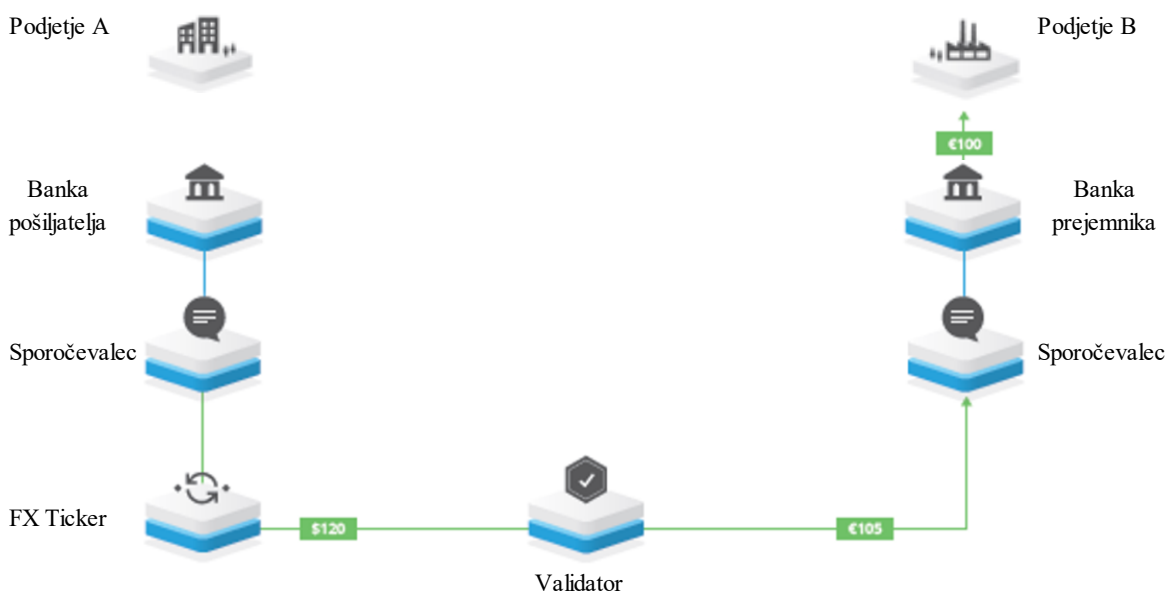 Podjetje A
Podjetje B
€100
Banka
pošiljatelja
Banka
prejemnika
Sporočevalec
Sporočevalec
FX Ticker
$120
€105
Validator